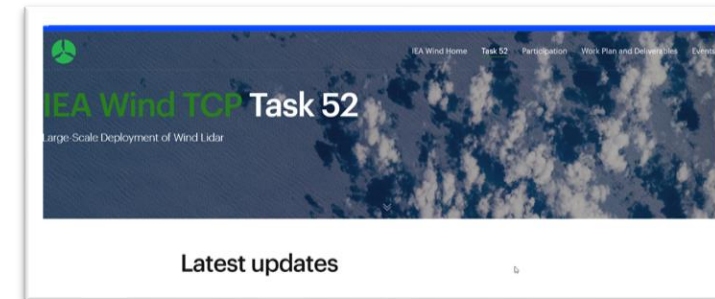 IEA Wind Home Task 52 Participation Work Plan and Deliverables Events
IEA Wind TCP Task 52
Large-Scale Deployment of Wind Lidar
Latest updates